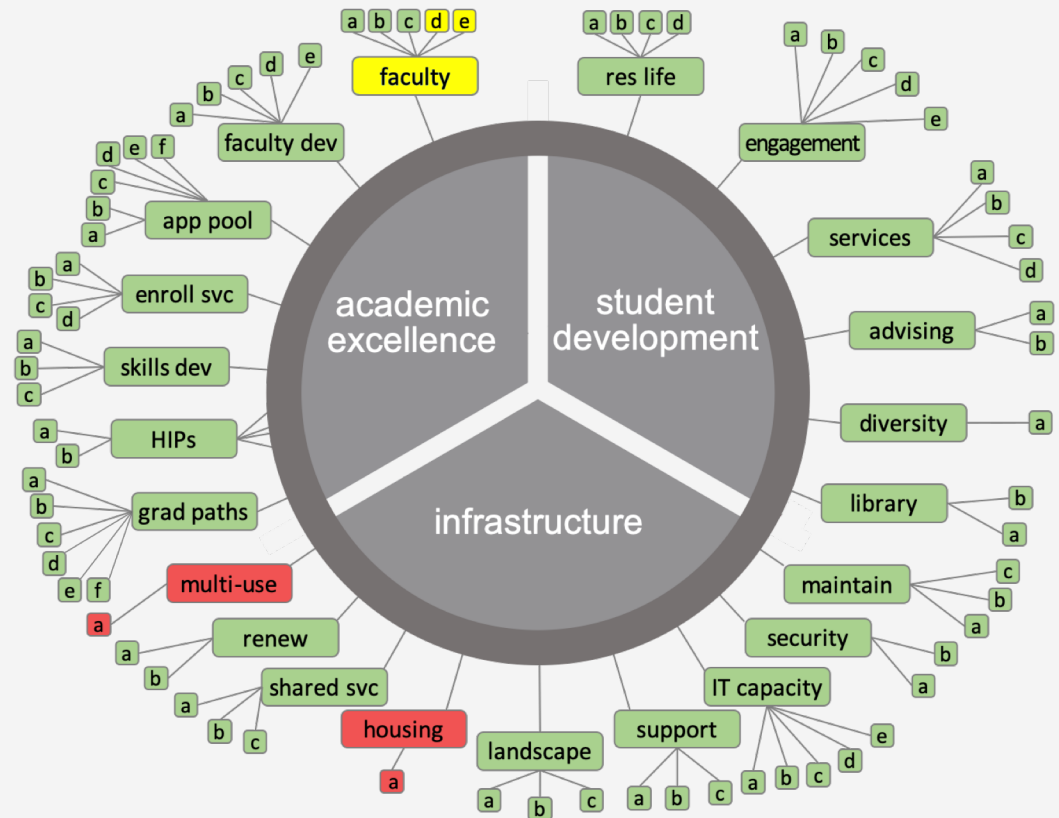 a b c d e
faculty
a b c d
res life
a
b
c
d
e
engagement
a
b
c
d
e
faculty dev
a
b
c
d
services
d e f
c
b
a
app pool
a
b
c
d
enroll svc
a
b
advising
a
b
c
skills dev
a
diversity
a
b
HIPs
b
a
library
a
b
c
d
e f
grad paths
c
b
a
maintain
multi-use
a
b
a
security
renew
a
b
IT capacity
a b c d e
shared svc
a
b
c
support
a b c
housing
a
landscape
a b c
academic
excellence
student
development
infrastructure